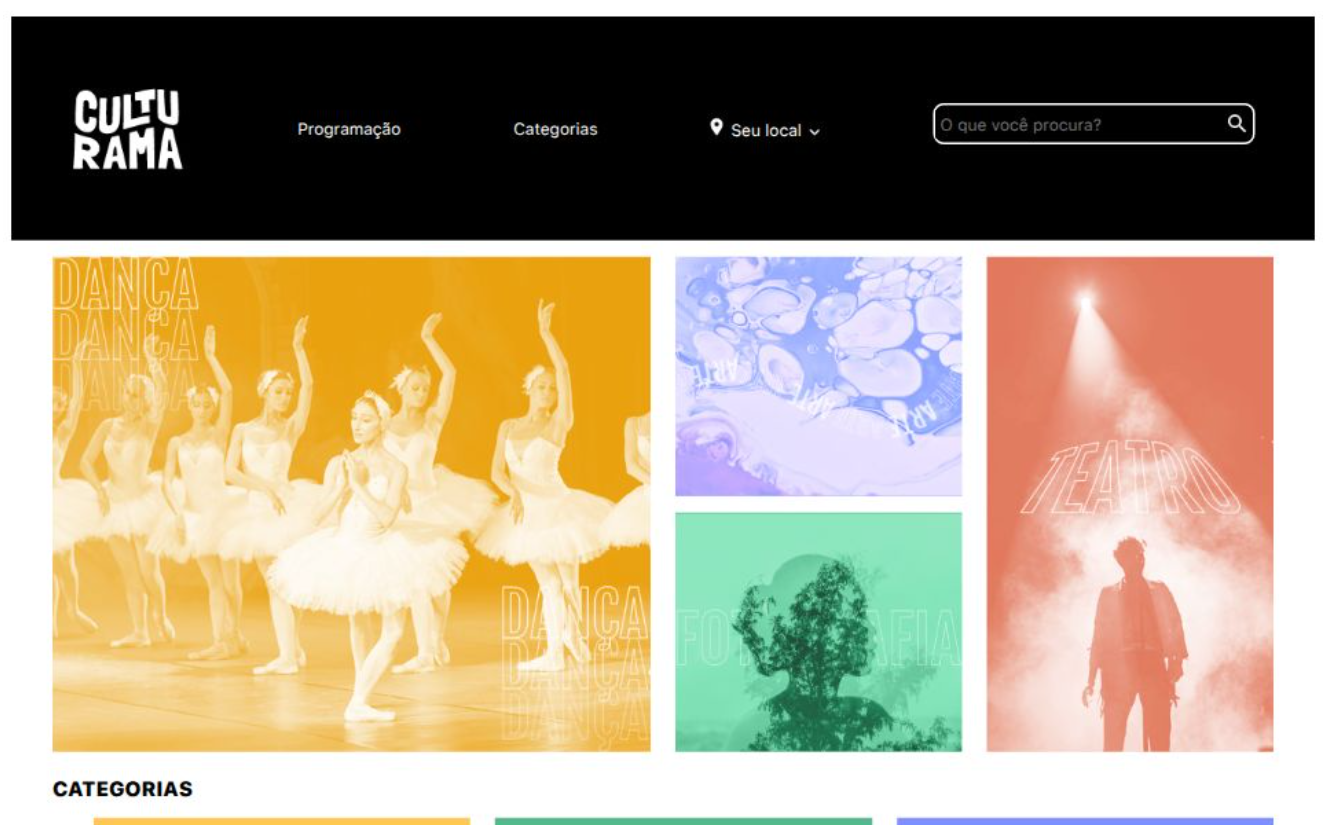 CULTU
RAMA
Programação
Categorias
Seu local
O que você procura?
DANÇA
DANÇA
DANÇA
ARTE
ARTE
ARTE
TEATRO
DANÇA
DANÇA
DANÇA
CATEGORIAS